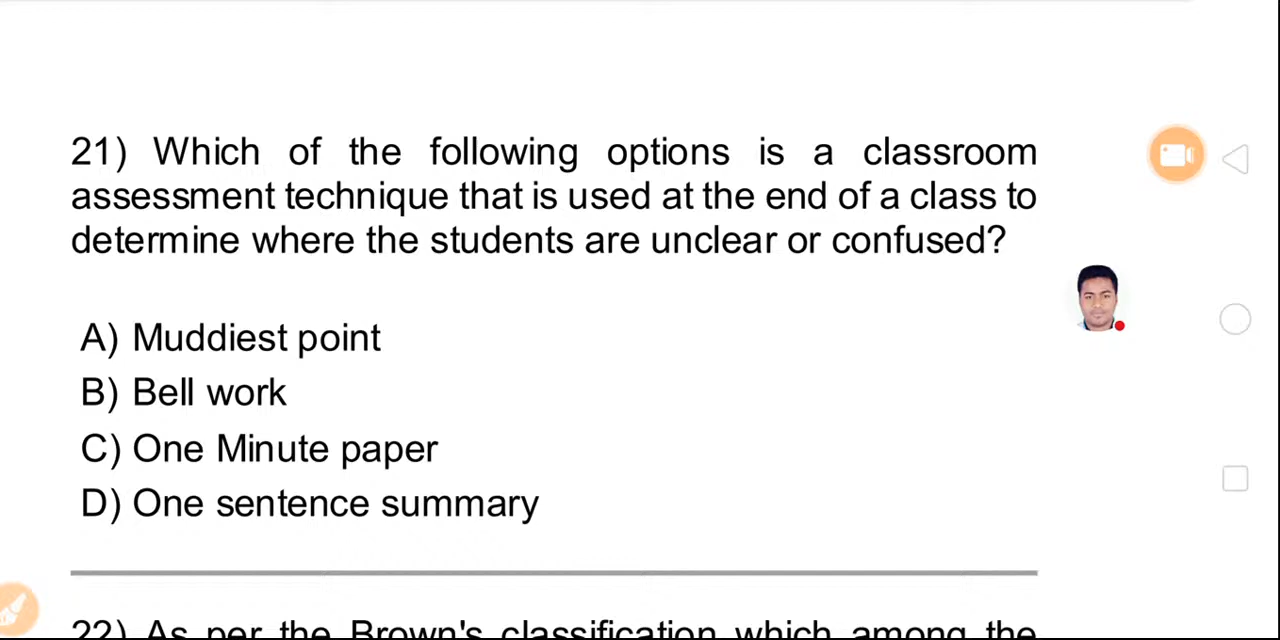 21) Which of the following options is a classroom
assessment technique that is used at the end of a class to
determine where the students are unclear or confused?
A) Muddiest point
B) Bell work
C) One Minute paper
D) One sentence summary
22) As per the Brown's classification which among the